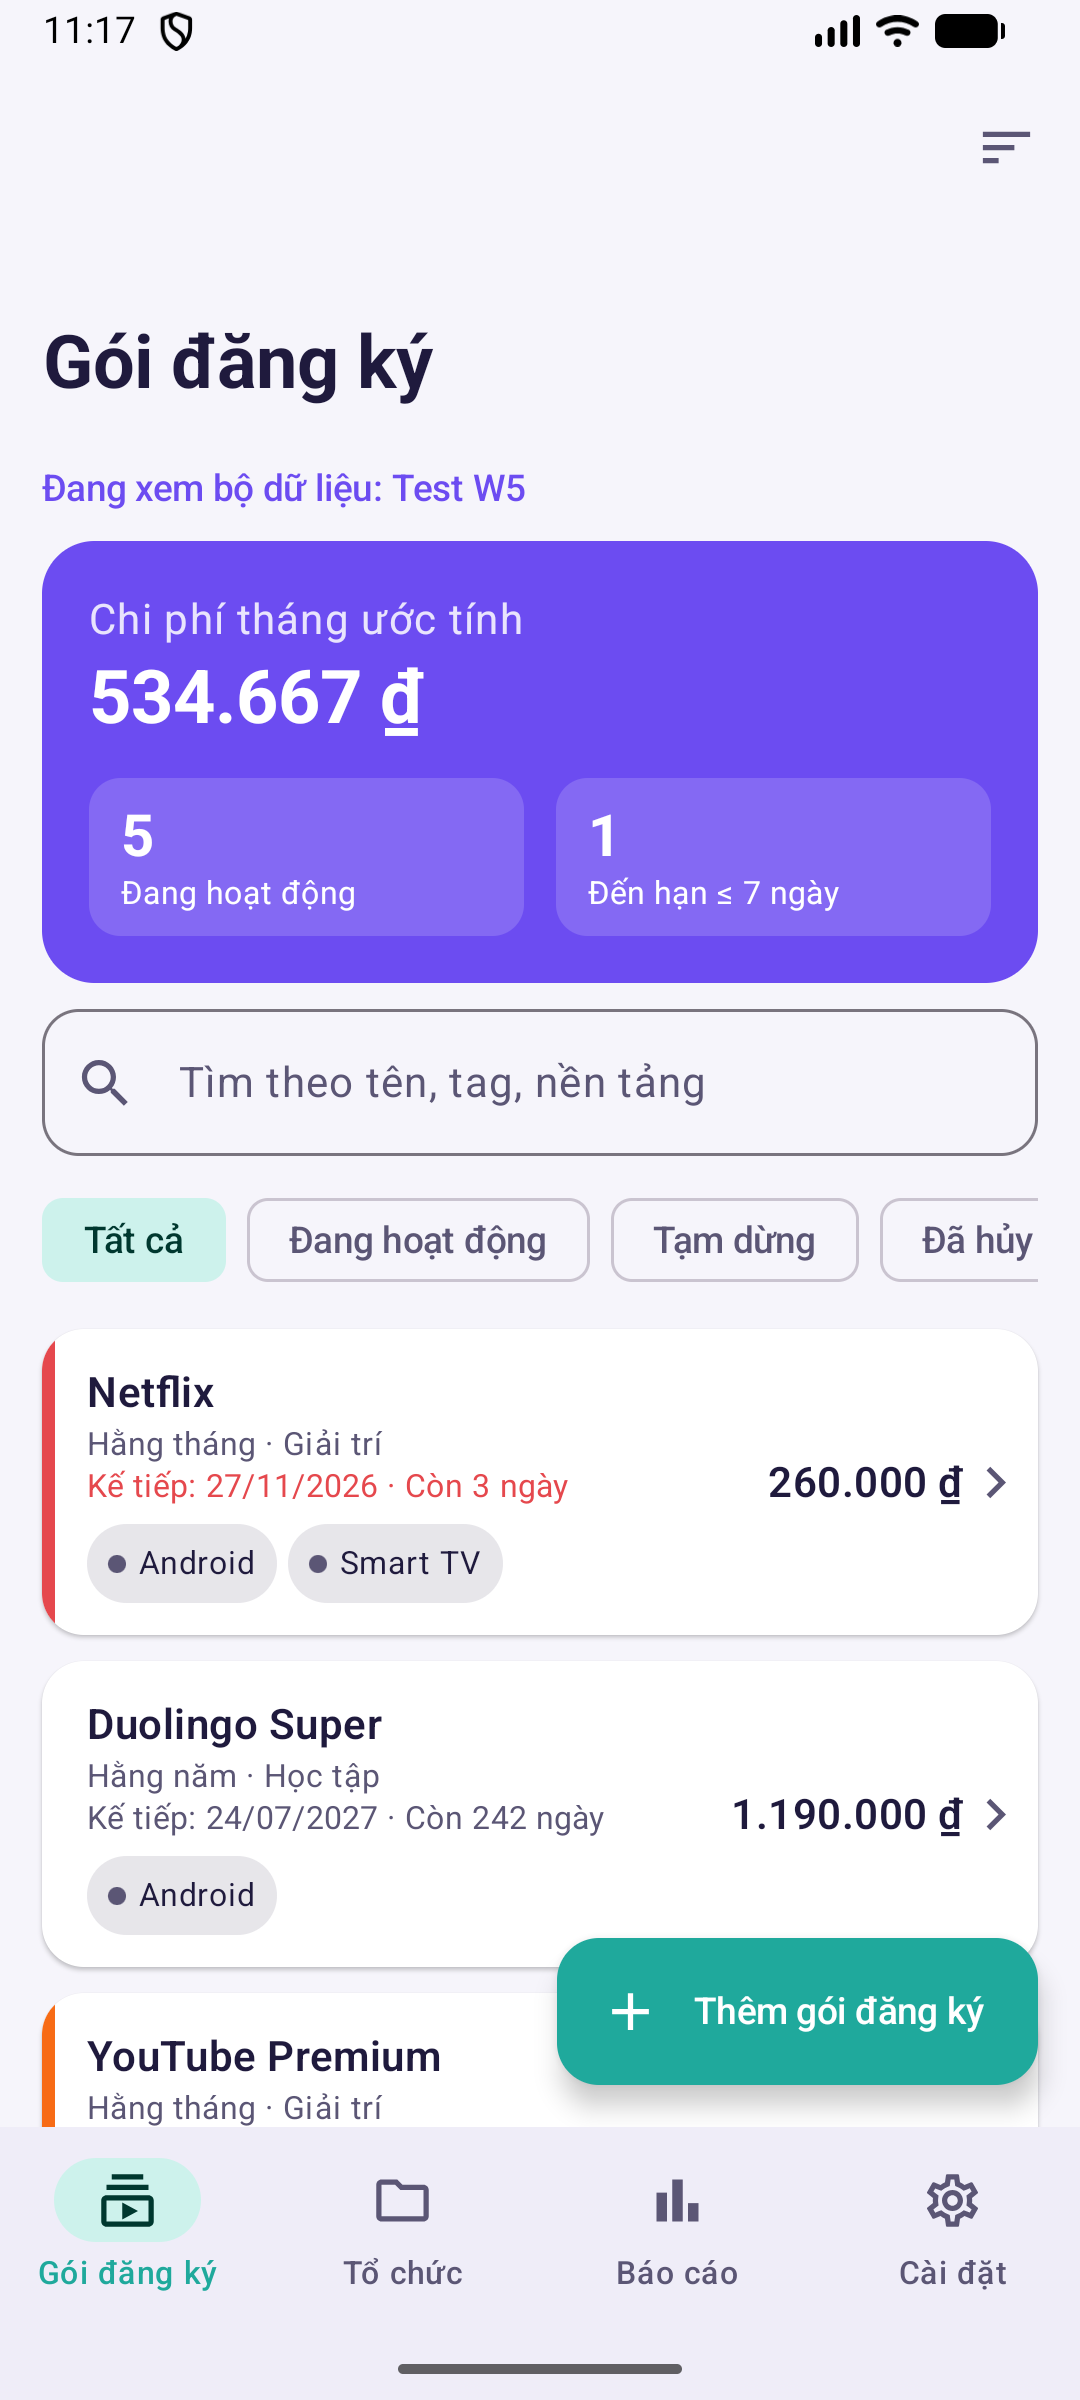 11:17
Gói đăng ký
Đang xem bộ dữ liệu: Test W5
Chi phí tháng ước tính
534.667 ₫
5
Đang hoạt động
1
Đến hạn ≤ 7 ngày
Tìm theo tên, tag, nền tảng
Tất cả
Đang hoạt động
Tạm dừng
Đã hủy
Netflix
Hằng tháng · Giải trí
Kế tiếp: 27/11/2026 · Còn 3 ngày
260.000 ₫
Android
Smart TV
Duolingo Super
Hằng năm · Học tập
Kế tiếp: 24/07/2027 · Còn 242 ngày
1.190.000 ₫
Android
Thêm gói đăng ký
YouTube Premium
Hằng tháng · Giải trí
Gói đăng ký
Tổ chức
Báo cáo
Cài đặt